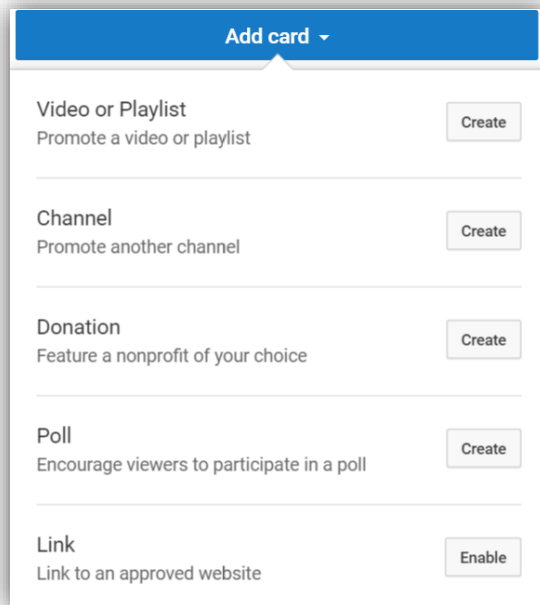 Add card
Video or Playlist
Promote a video or playlist
Create
Channel
Promote another channel
Create
Donation
Feature a nonprofit of your choice
Create
Poll
Encourage viewers to participate in a poll
Create
Link
Link to an approved website
Enable